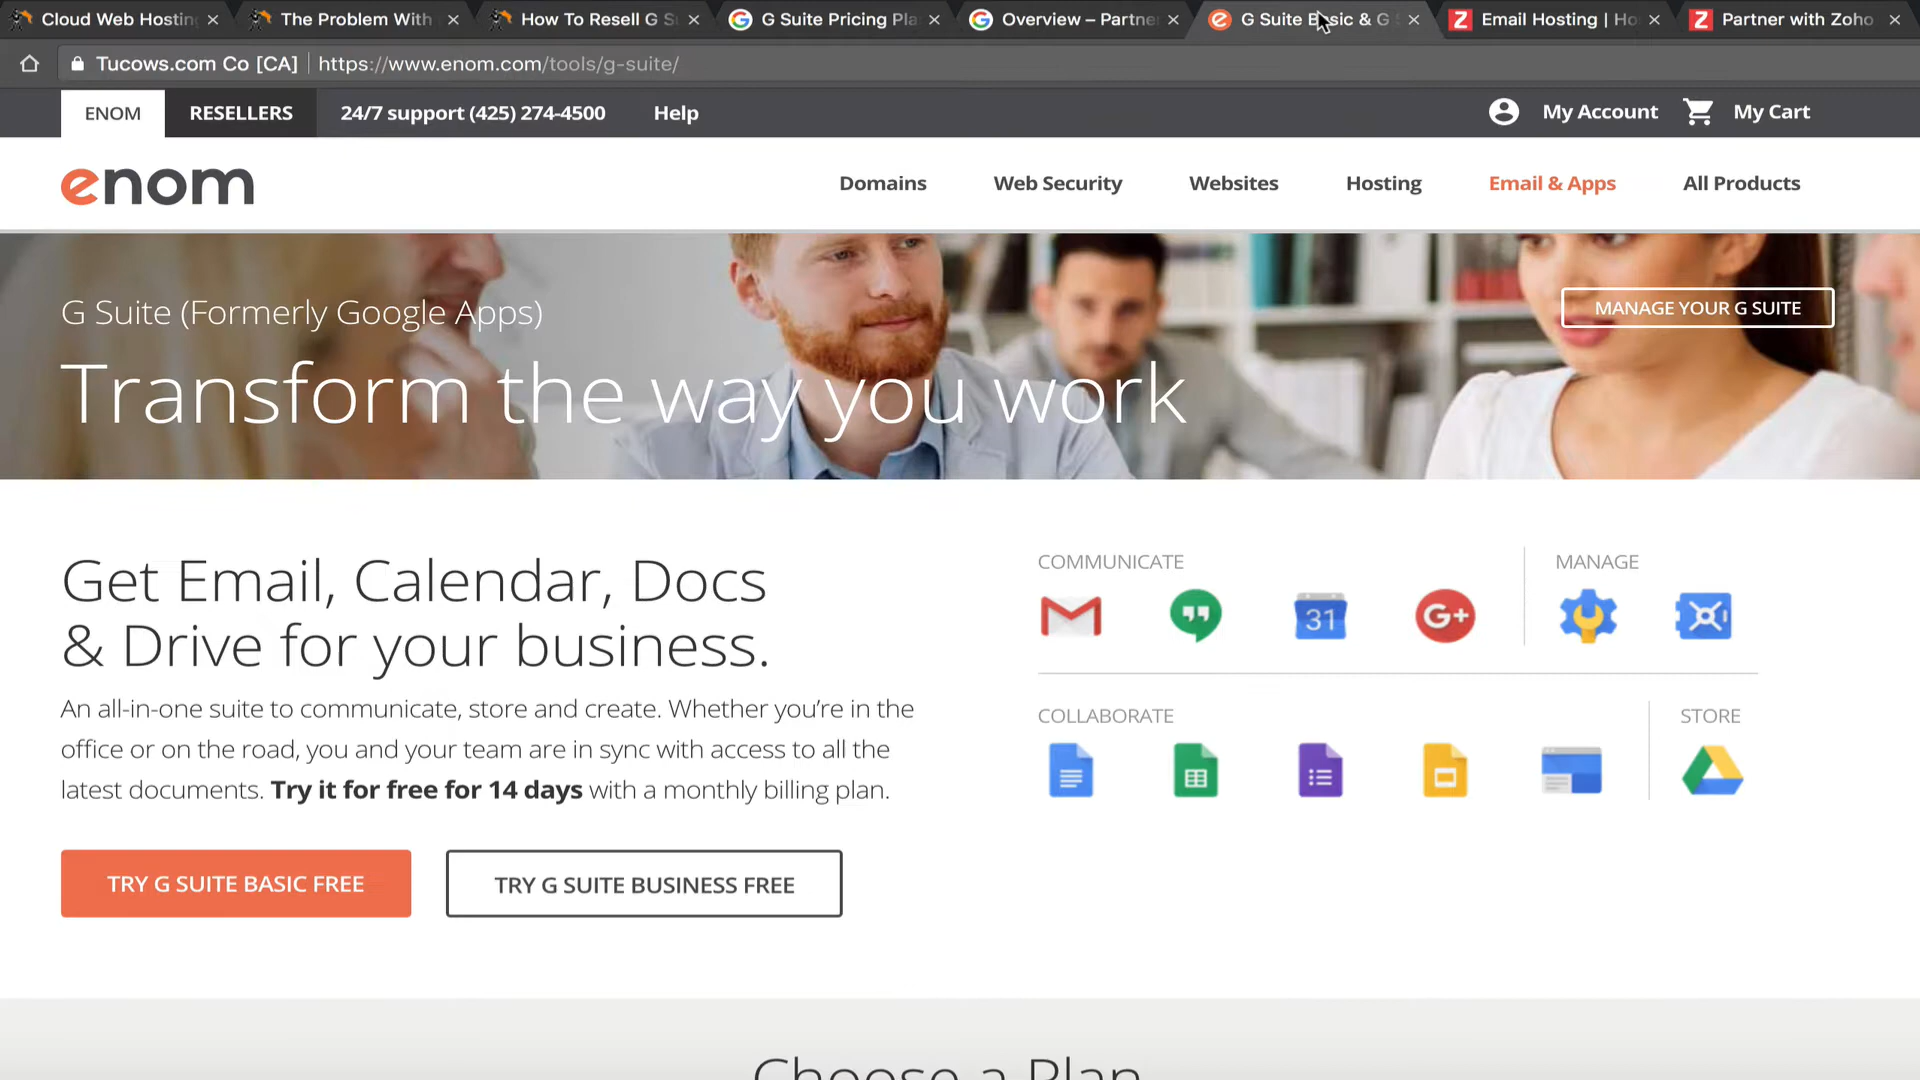 Cloud Web Hostin
The Problem With
How To Resell G S
G Suite Pricing Pla
Overview – Partne
G Suite Basic & G S
Email Hosting | Ho
Partner with Zoho
Tucows.com Co [CA] https://www.enom.com/tools/g-suite/
ENOM RESELLERS 24/7 support (425) 274-4500 Help My Account My Cart
enom
Domains Web Security Websites Hosting Email & Apps All Products
G Suite (Formerly Google Apps)
MANAGE YOUR G SUITE
Transform the way you work
Get Email, Calendar, Docs
& Drive for your business.
An all-in-one suite to communicate, store and create. Whether you're in the
office or on the road, you and your team are in sync with access to all the
latest documents. Try it for free for 14 days with a monthly billing plan.
TRY G SUITE BASIC FREE TRY G SUITE BUSINESS FREE
COMMUNICATE MANAGE
31 G+
COLLABORATE STORE
Choose a Plan